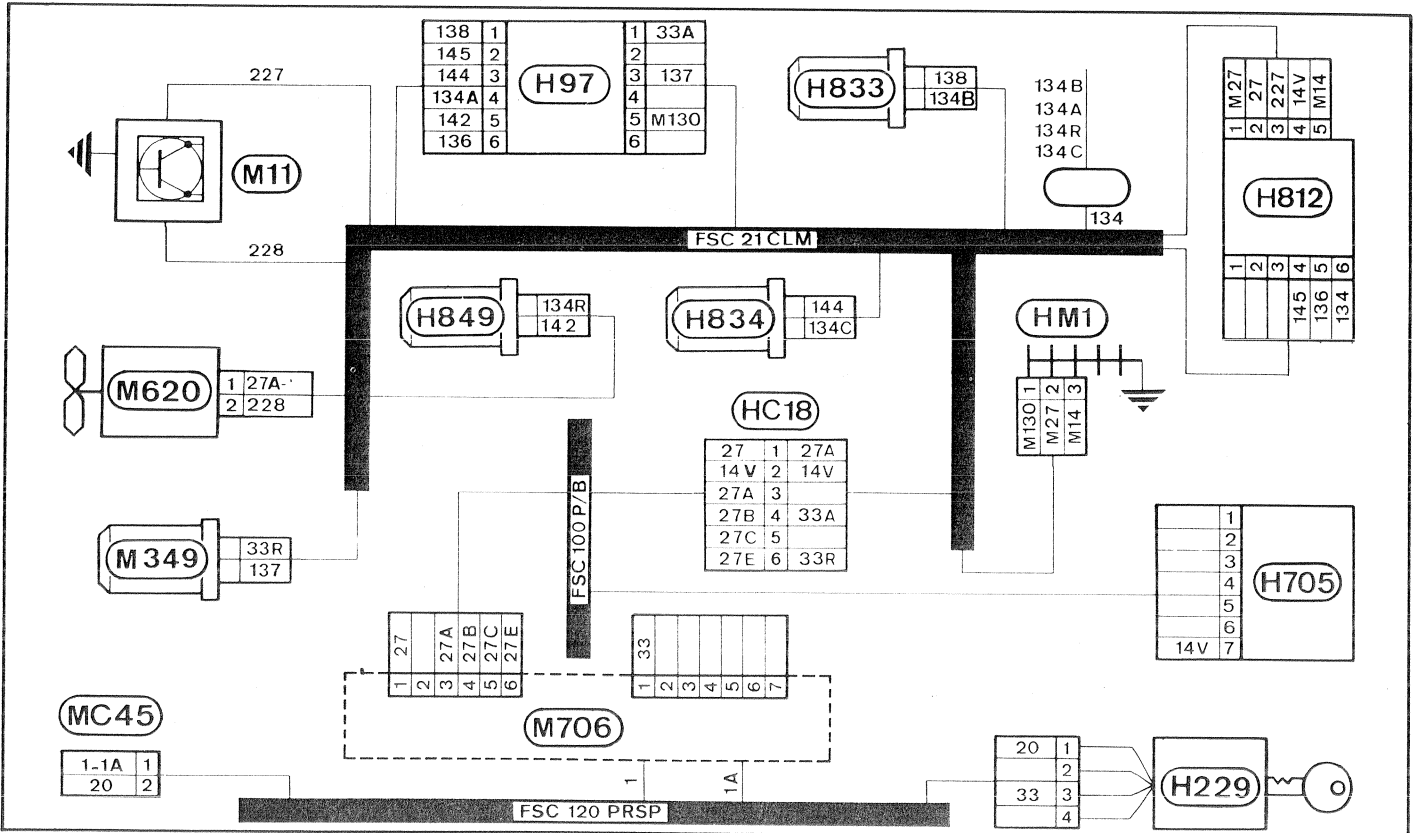 227
228
M11
138 1
145 2
144 3
134A 4
142 5
136 6
H97
1 33A
2
3 137
4
5 M130
6
H833
138
134B
134B
134A
134R
134C
134
M27 27 227 14V M14
1 2 3 4 5
H812
1 2 3 4 5 6
145 136 134
FSC 21CLM
H849
134R
142
H834
144
134C
HM1
1 2 3
M130 M27 M14
M620
1 27A-
2 228
HC18
27 1 27A
14V 2 14V
27A 3
27B 4 33A
27C 5
27E 6 33R
FSC 100 P/B
M349
33R
137
1
2
3
4
5
6
14V 7
H705
27 27A 27B 27C 27E
1 2 3 4 5 6
33
1 2 3 4 5 6 7
M706
MC45
1-1A 1
20 2
1
1A
FSC 120 PRSP
20 1
2
33 3
4
H229